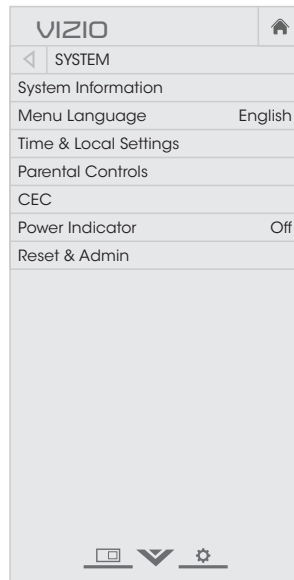 VIZIO
SYSTEM
System Information
Menu Language English
Time & Local Settings
Parental Controls
CEC
Power Indicator Off
Reset & Admin